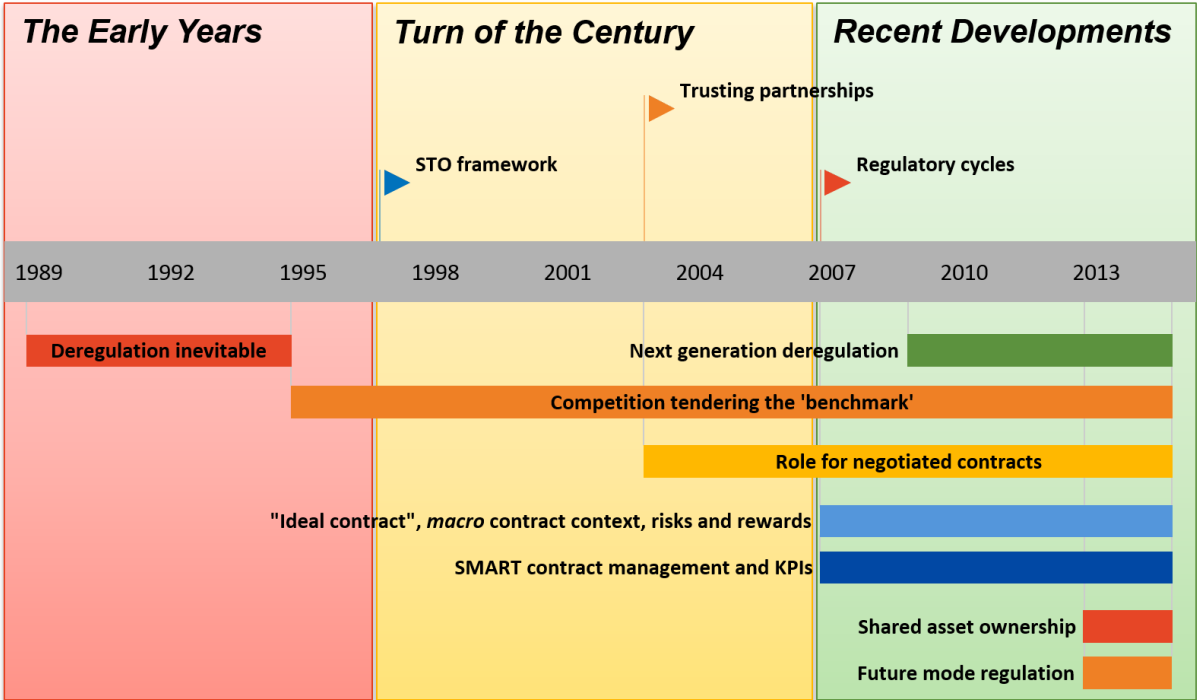 The Early Years
Turn of the Century
Recent Developments
Trusting partnerships
STO framework
Regulatory cycles
1989 1992 1995 1998 2001 2004 2007 2010 2013
Deregulation inevitable
Next generation deregulation
Competition tendering the 'benchmark'
Role for negotiated contracts
"Ideal contract", macro contract context, risks and rewards
SMART contract management and KPIs
Shared asset ownership
Future mode regulation